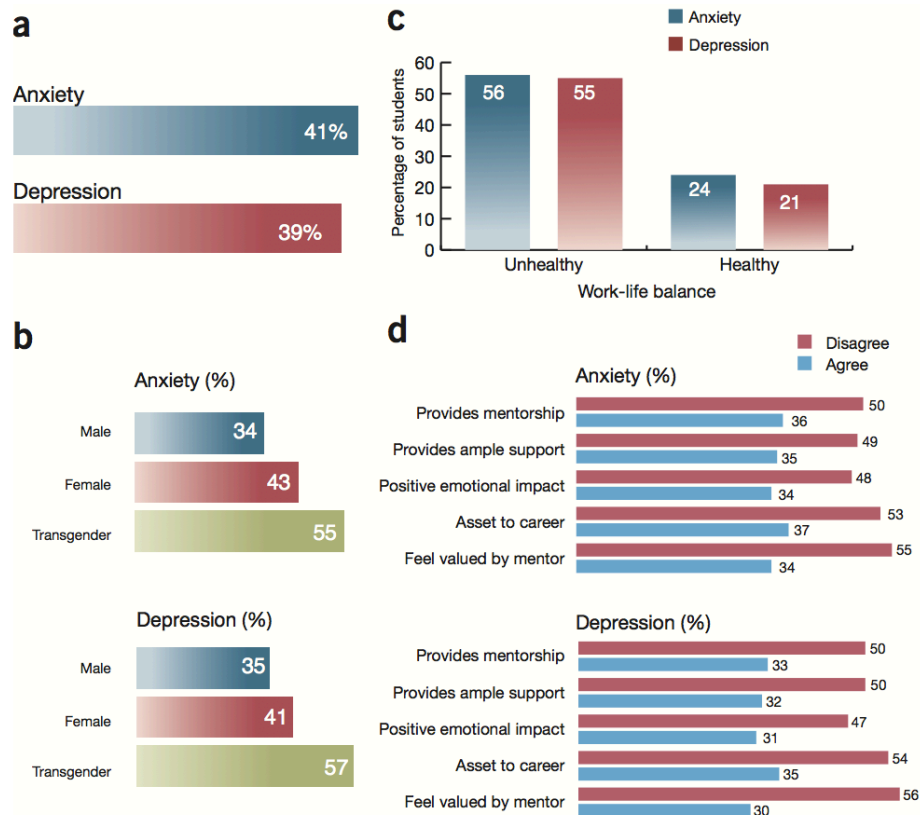 a
Anxiety
41%
Depression
39%
b
Anxiety (%)
Male
34
Female
43
Transgender
55
Depression (%)
Male
35
Female
41
Transgender
57
c
Anxiety
Depression
Percentage of students
60
50
40
30
20
10
0
56
55
24
21
Unhealthy
Healthy
Work-life balance
d
Disagree
Agree
Anxiety (%)
Provides mentorship
50
36
Provides ample support
49
35
Positive emotional impact
48
34
Asset to career
53
37
Feel valued by mentor
55
34
Depression (%)
Provides mentorship
50
33
Provides ample support
50
32
Positive emotional impact
47
31
Asset to career
54
35
Feel valued by mentor
56
30